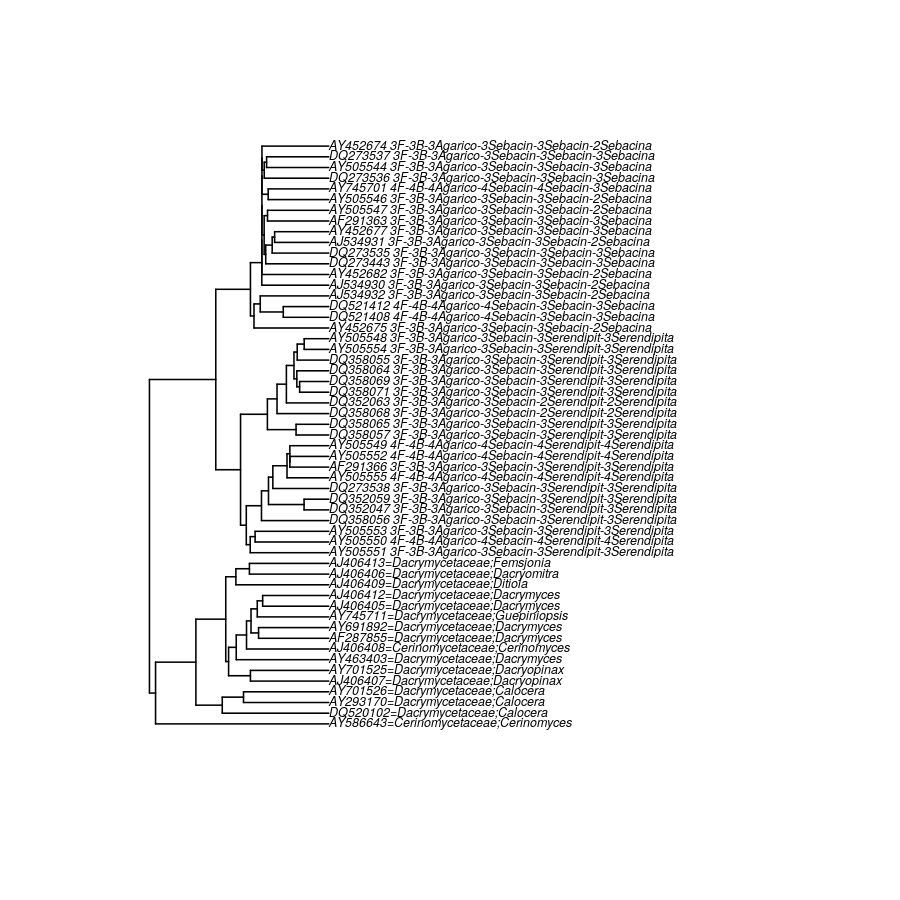 AY452674 3F-3B-3Agarico-3Sebacin-3Sebacin-2Sebacina
DQ273537 3F-3B-3Agarico-3Sebacin-3Sebacin-3Sebacina
AY505544 3F-3B-3Agarico-3Sebacin-3Sebacin-3Sebacina
DQ273536 3F-3B-3Agarico-3Sebacin-3Sebacin-3Sebacina
AY745701 4F-4B-4Agarico-4Sebacin-4Sebacin-3Sebacina
AY505546 3F-3B-3Agarico-3Sebacin-3Sebacin-2Sebacina
AY505547 3F-3B-3Agarico-3Sebacin-3Sebacin-2Sebacina
AF291363 3F-3B-3Agarico-3Sebacin-3Sebacin-3Sebacina
AY452677 3F-3B-3Agarico-3Sebacin-3Sebacin-3Sebacina
AJ534931 3F-3B-3Agarico-3Sebacin-3Sebacin-2Sebacina
DQ273535 3F-3B-3Agarico-3Sebacin-3Sebacin-3Sebacina
DQ273443 3F-3B-3Agarico-3Sebacin-3Sebacin-3Sebacina
AY452682 3F-3B-3Agarico-3Sebacin-3Sebacin-2Sebacina
AJ534930 3F-3B-3Agarico-3Sebacin-3Sebacin-2Sebacina
AJ534932 3F-3B-3Agarico-3Sebacin-3Sebacin-2Sebacina
DQ521412 4F-4B-4Agarico-4Sebacin-3Sebacin-3Sebacina
DQ521408 4F-4B-4Agarico-4Sebacin-3Sebacin-3Sebacina
AY452675 3F-3B-3Agarico-3Sebacin-3Sebacin-2Sebacina
AY505548 3F-3B-3Agarico-3Sebacin-3Serendipit-3Serendipita
AY505554 3F-3B-3Agarico-3Sebacin-3Serendipit-3Serendipita
DQ358055 3F-3B-3Agarico-3Sebacin-3Serendipit-3Serendipita
DQ358064 3F-3B-3Agarico-3Sebacin-3Serendipit-3Serendipita
DQ358069 3F-3B-3Agarico-3Sebacin-3Serendipit-3Serendipita
DQ358071 3F-3B-3Agarico-3Sebacin-3Serendipit-3Serendipita
DQ352063 3F-3B-3Agarico-3Sebacin-2Serendipit-2Serendipita
DQ358068 3F-3B-3Agarico-3Sebacin-2Serendipit-2Serendipita
DQ358065 3F-3B-3Agarico-3Sebacin-3Serendipit-3Serendipita
DQ358057 3F-3B-3Agarico-3Sebacin-3Serendipit-3Serendipita
AY505549 4F-4B-4Agarico-4Sebacin-4Serendipit-4Serendipita
AY505552 4F-4B-4Agarico-4Sebacin-4Serendipit-4Serendipita
AF291366 3F-3B-3Agarico-3Sebacin-3Serendipit-3Serendipita
AY505555 4F-4B-4Agarico-4Sebacin-4Serendipit-4Serendipita
DQ273538 3F-3B-3Agarico-3Sebacin-3Serendipit-3Serendipita
DQ352059 3F-3B-3Agarico-3Sebacin-3Serendipit-3Serendipita
DQ352047 3F-3B-3Agarico-3Sebacin-3Serendipit-3Serendipita
DQ358056 3F-3B-3Agarico-3Sebacin-3Serendipit-3Serendipita
AY505553 3F-3B-3Agarico-3Sebacin-3Serendipit-3Serendipita
AY505550 4F-4B-4Agarico-4Sebacin-4Serendipit-4Serendipita
AY505551 3F-3B-3Agarico-3Sebacin-3Serendipit-3Serendipita
AJ406413=Dacrymycetaceae;Femsjonia
AJ406406=Dacrymycetaceae;Dacryomitra
AJ406409=Dacrymycetaceae;Ditiola
AJ406412=Dacrymycetaceae;Dacrymyces
AJ406405=Dacrymycetaceae;Dacrymyces
AY745711=Dacrymycetaceae;Guepiniopsis
AY691892=Dacrymycetaceae;Dacrymyces
AF287855=Dacrymycetaceae;Dacrymyces
AJ406408=Cerinomycetaceae;Cerinomyces
AY463403=Dacrymycetaceae;Dacrymyces
AY701525=Dacrymycetaceae;Dacryopinax
AJ406407=Dacrymycetaceae;Dacryopinax
AY701526=Dacrymycetaceae;Calocera
AY293170=Dacrymycetaceae;Calocera
DQ520102=Dacrymycetaceae;Calocera
AY586643=Cerinomycetaceae;Cerinomyces